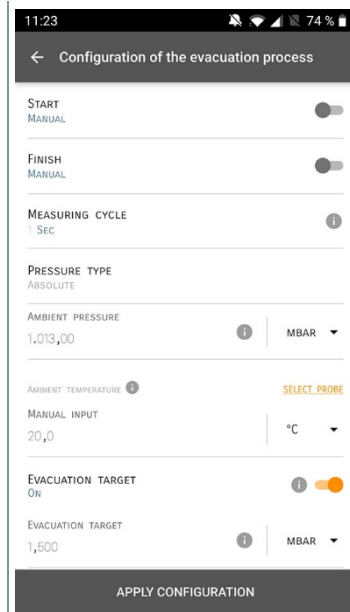 11:23
74 %
Configuration of the evacuation process
START
MANUAL
FINISH
MANUAL
MEASURING CYCLE
1 SEC
PRESSURE TYPE
ABSOLUTE
AMBIENT PRESSURE
1.013,00
MBAR
AMBIENT TEMPERATURE
SELECT PROBE
MANUAL INPUT
20,0
°C
EVACUATION TARGET
ON
EVACUATION TARGET
1,500
MBAR
APPLY CONFIGURATION